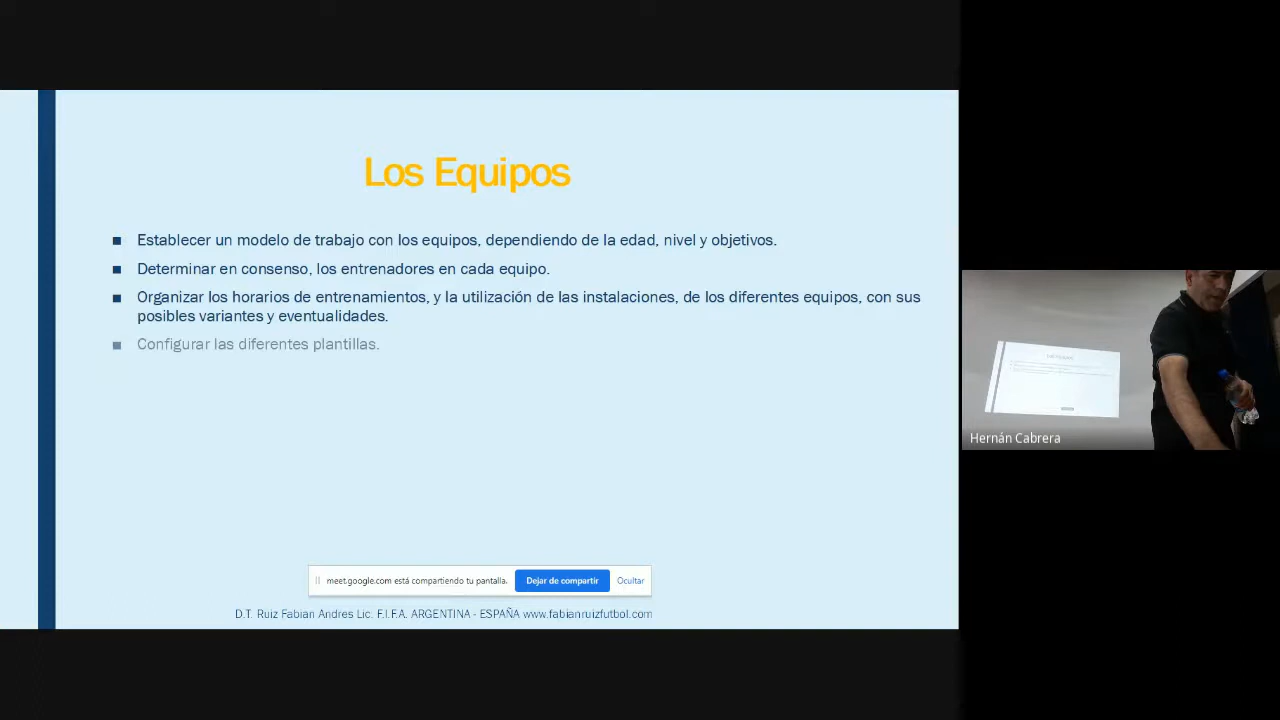 Los Equipos
Establecer un modelo de trabajo con los equipos, dependiendo de la edad, nivel y objetivos.
Determinar en consenso, los entrenadores en cada equipo.
Organizar los horarios de entrenamientos, y la utilización de las instalaciones, de los diferentes equipos, con sus
posibles variantes y eventualidades.
Configurar las diferentes plantillas.
Hernán Cabrera
meet.google.com está compartiendo tu pantalla. Dejar de compartir Ocultar
D.T. Ruiz Fabian Andres Lic. F.I.F.A. ARGENTINA - ESPAÑA www.fabianruizfutbol.com